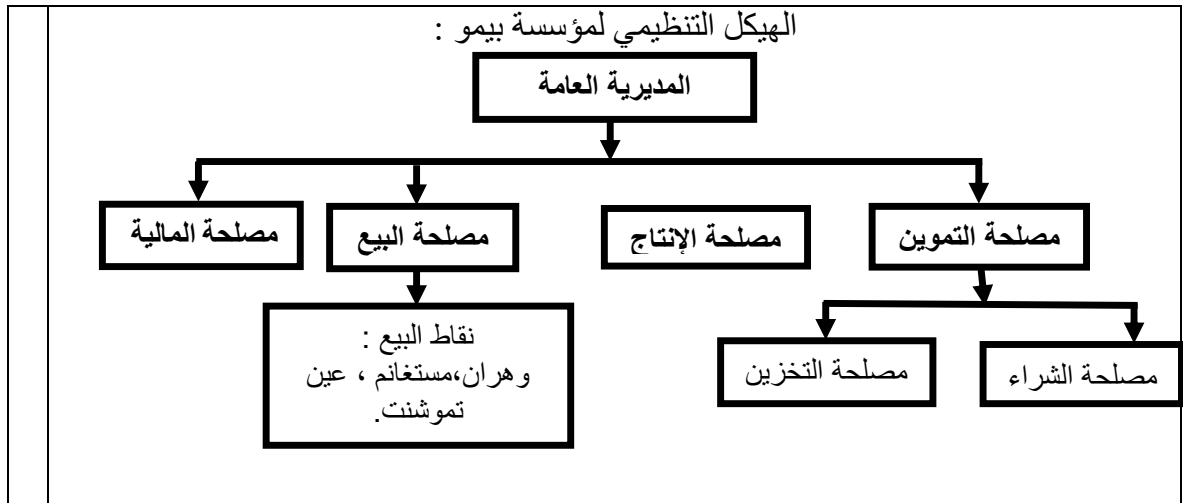 الهيكل التنظيمي لمؤسسة بيمو :
المديرية العامة
مصلحة التموين
مصلحة الإنتاج
مصلحة البيع
مصلحة المالية
مصلحة الشراء
مصلحة التخزين
نقاط البيع :
وهران،مستغانم ، عين
تموشنت.